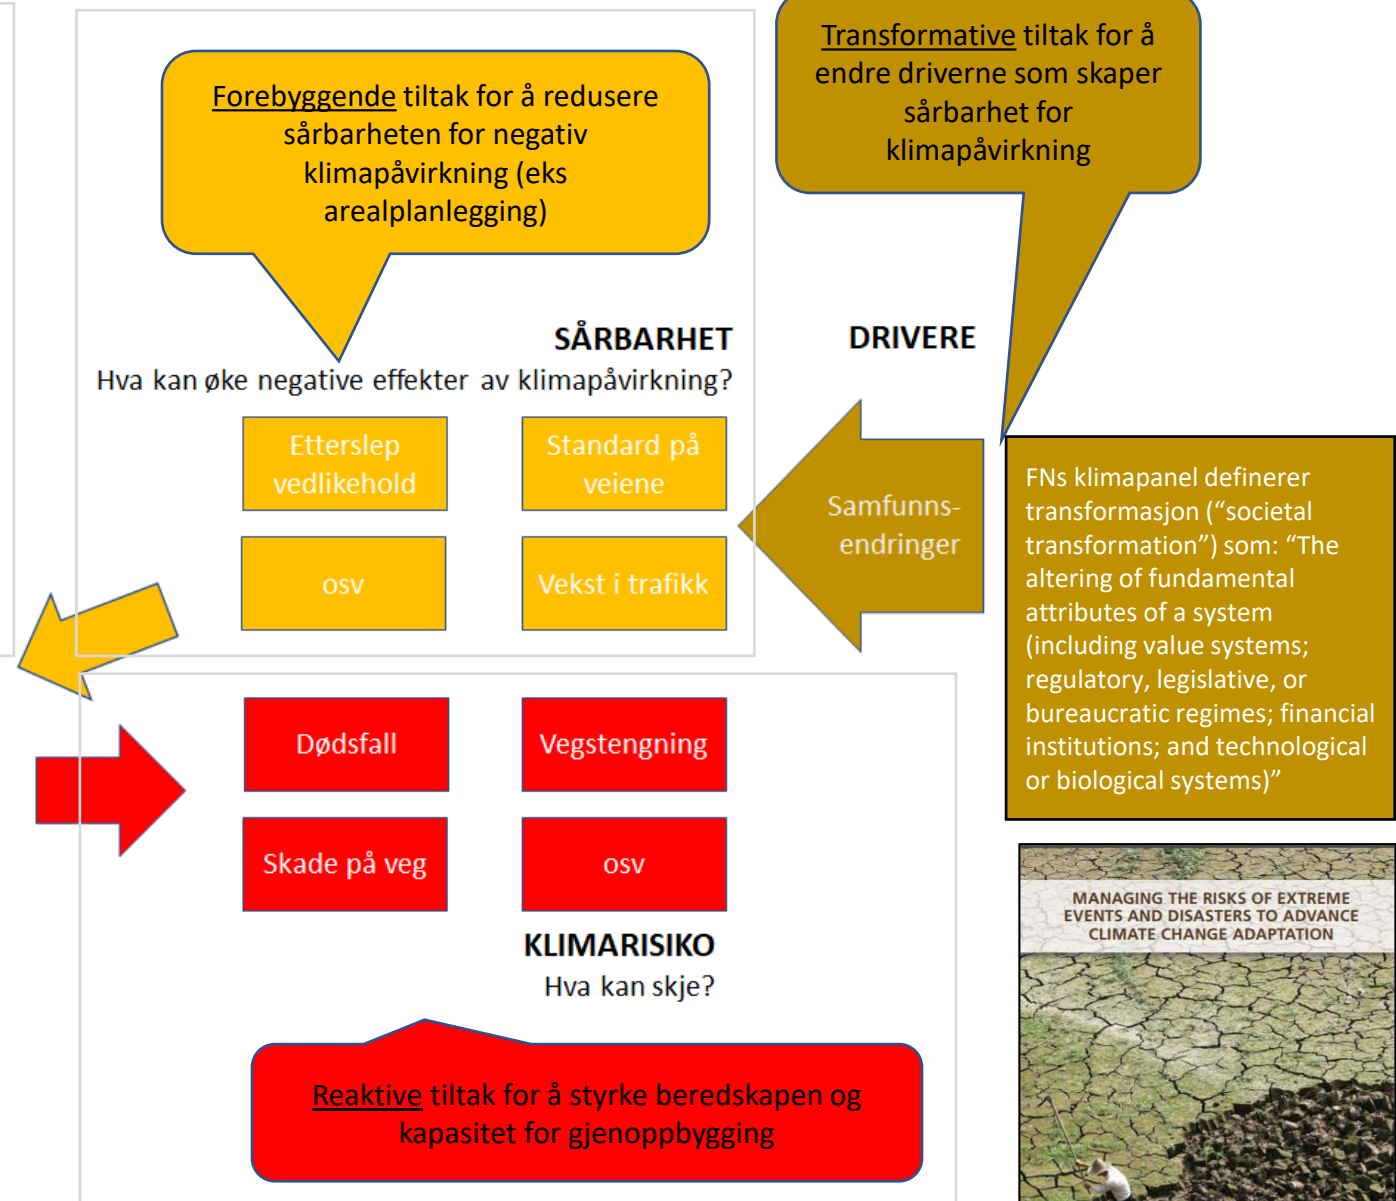 Transformative tiltak for å
endre driverne som skaper
sårbarhet for
klimapåvirkning
Forebyggende tiltak for å redusere
sårbarheten for negativ
klimapåvirkning (eks
arealplanlegging)
SÅRBARHET
Hva kan øke negative effekter av klimapåvirkning?
DRIVERE
Etterslep
vedlikehold
Standard på
veiene
osv
Vekst i trafikk
Samfunns-
endringer
FNs klimapanel definerer
transformasjon (“societal
transformation”) som: “The
altering of fundamental
attributes of a system
(including value systems;
regulatory, legislative, or
bureaucratic regimes; financial
institutions; and technological
or biological systems)”
Dødsfall
Vegstengning
Skade på veg
osv
KLIMARISIKO
Hva kan skje?
Reaktive tiltak for å styrke beredskapen og
kapasitet for gjenoppbygging
MANAGING THE RISKS OF EXTREME
EVENTS AND DISASTERS TO ADVANCE
CLIMATE CHANGE ADAPTATION